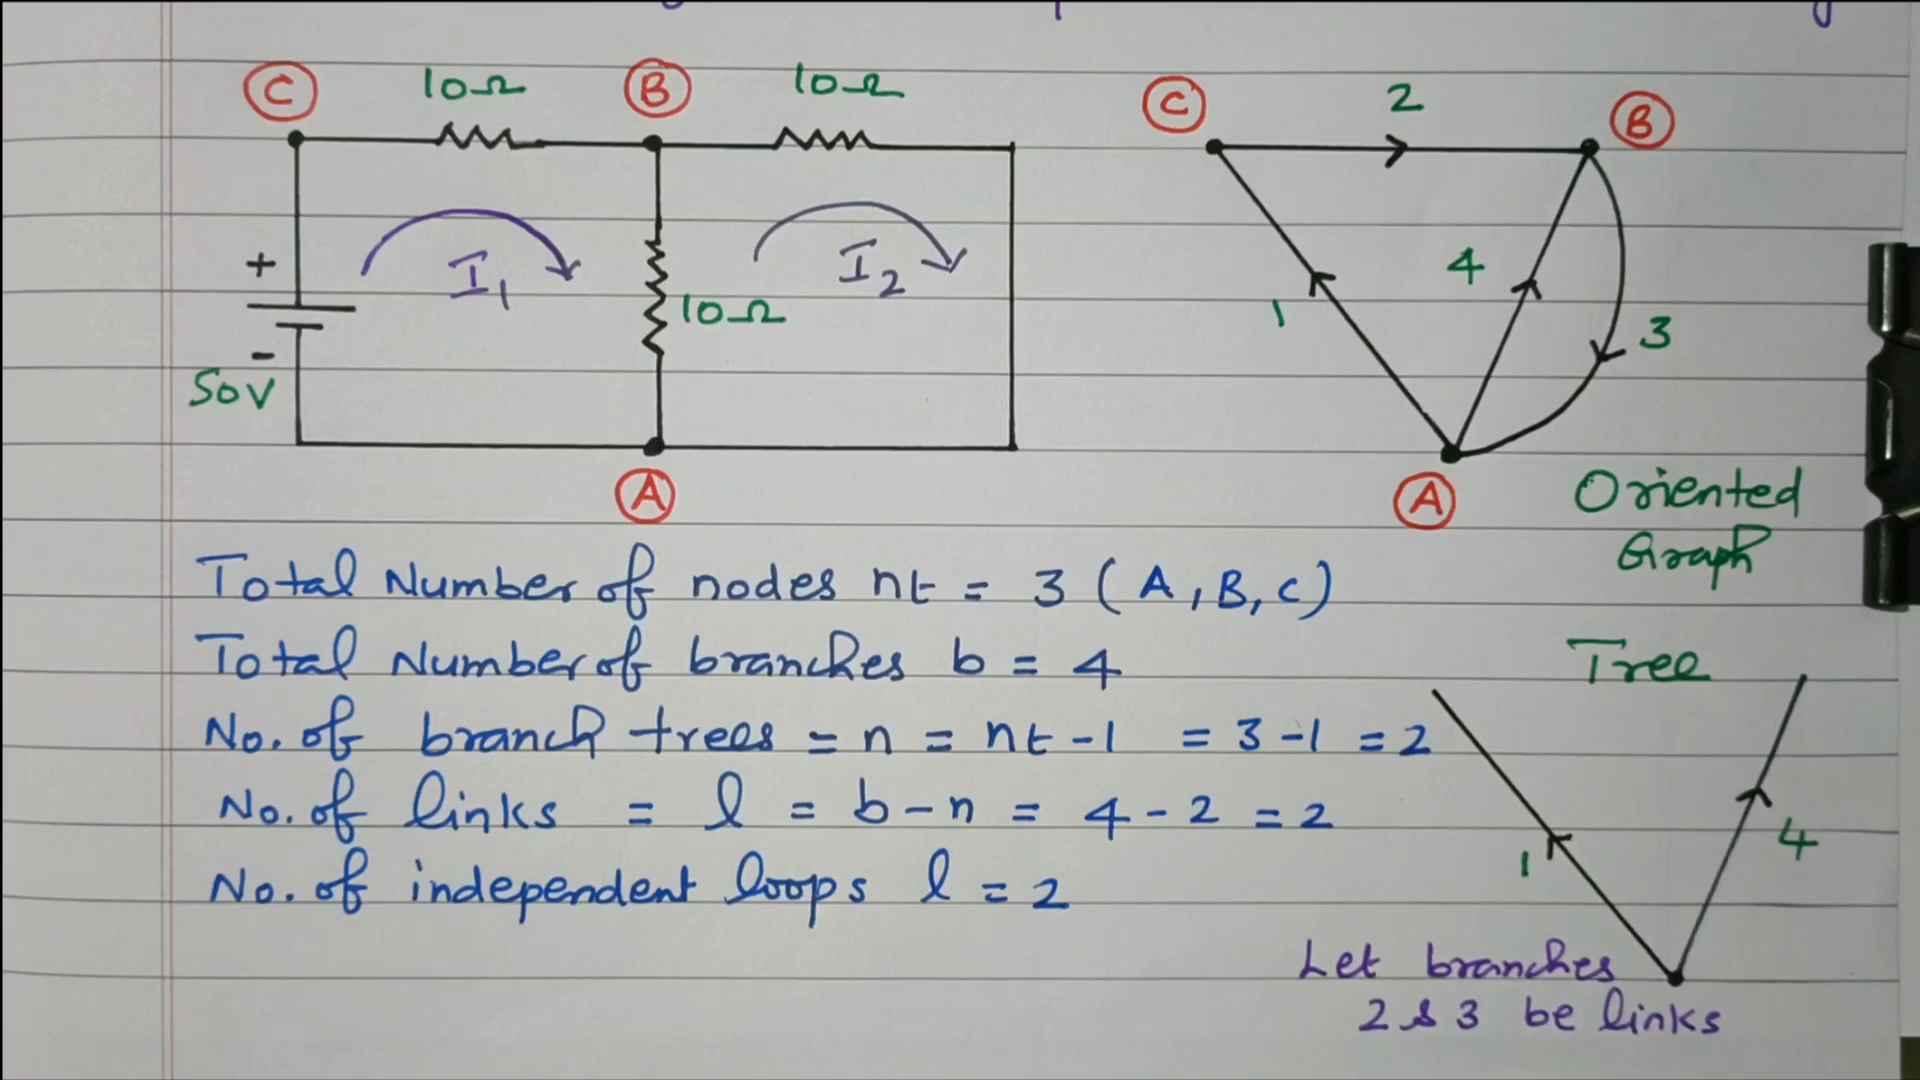 C 10Ω B 10Ω
C 2 B
+ I1 10Ω I2
- 50V
1 4 3
A
A Oriented
Graph
Total Number of nodes nt = 3 (A, B, C)
Total Number of branches b = 4
Tree
No. of branch trees = n = nt - 1 = 3 - 1 = 2
No. of links = l = b - n = 4 - 2 = 2
1 4
No. of independent loops l = 2
Let branches
2 & 3 be links